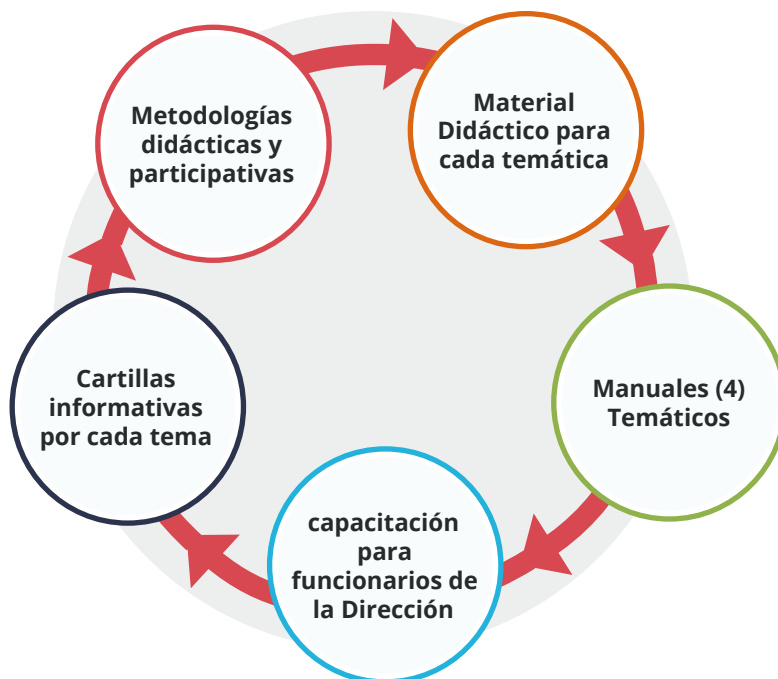 Metodologías
didácticas y
participativas
Material
Didáctico para
cada temática
Manuales (4)
Temáticos
capacitación
para
funcionarios de
la Dirección
Cartillas
informativas
por cada tema